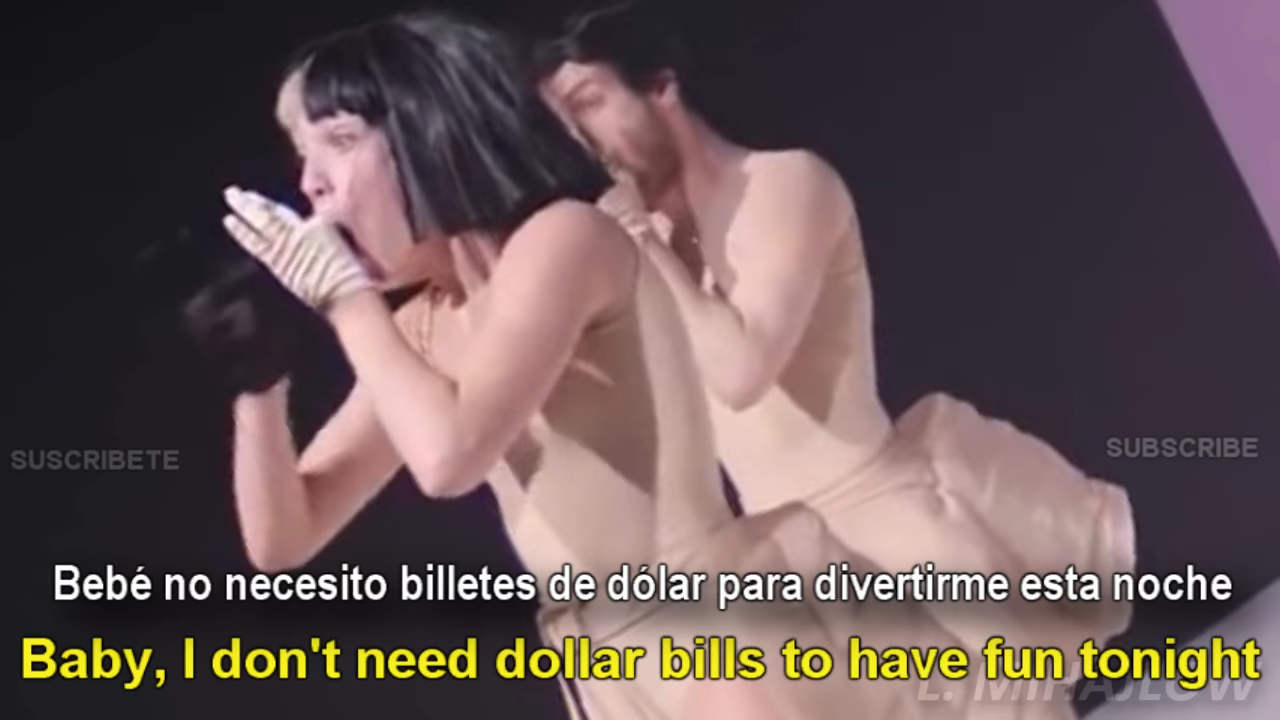 SUSCRIBETE
SUBSCRIBE
Bebé no necesito billetes de dólar para divertirme esta noche
Baby, I don't need dollar bills to have fun tonight
L. MIHAJLOW